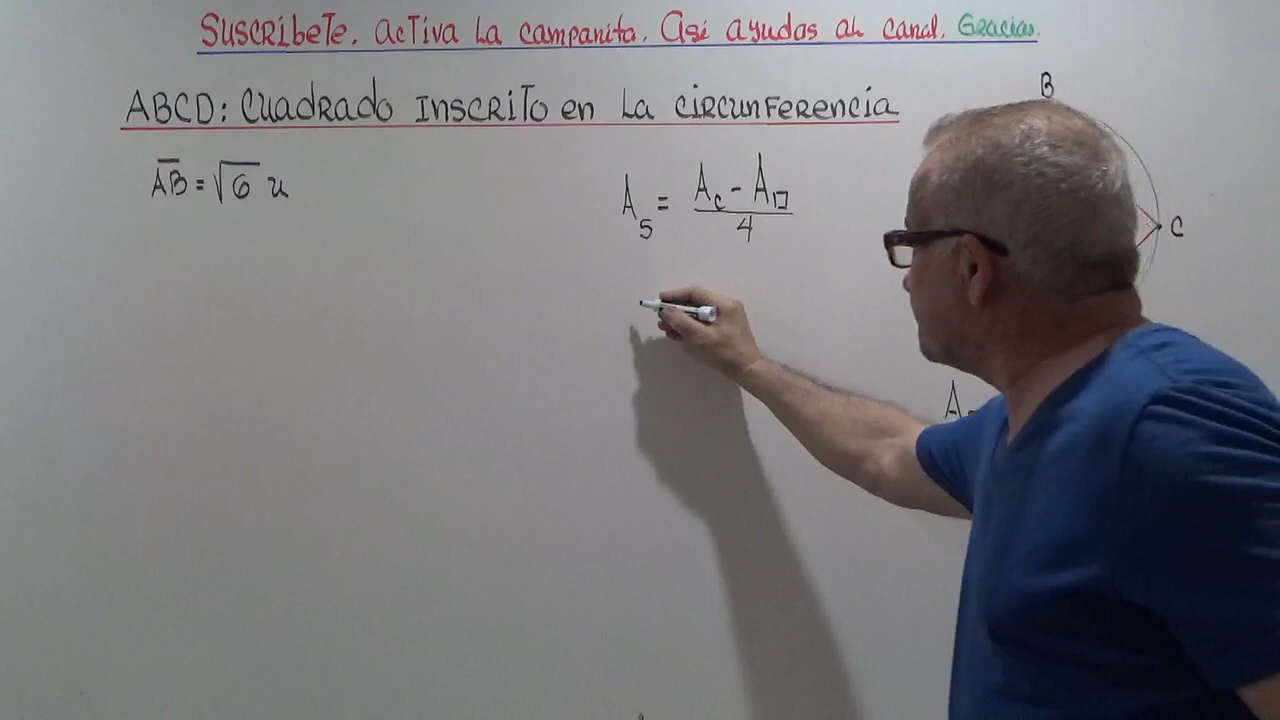 Suscribete. activa la campanita. Así ayudas al canal. Gracias.
ABCD: Cuadrado inscrito en la circunferencia
AB = √6 u
A₅ = (A_c - A_□) / 4
B
C
A